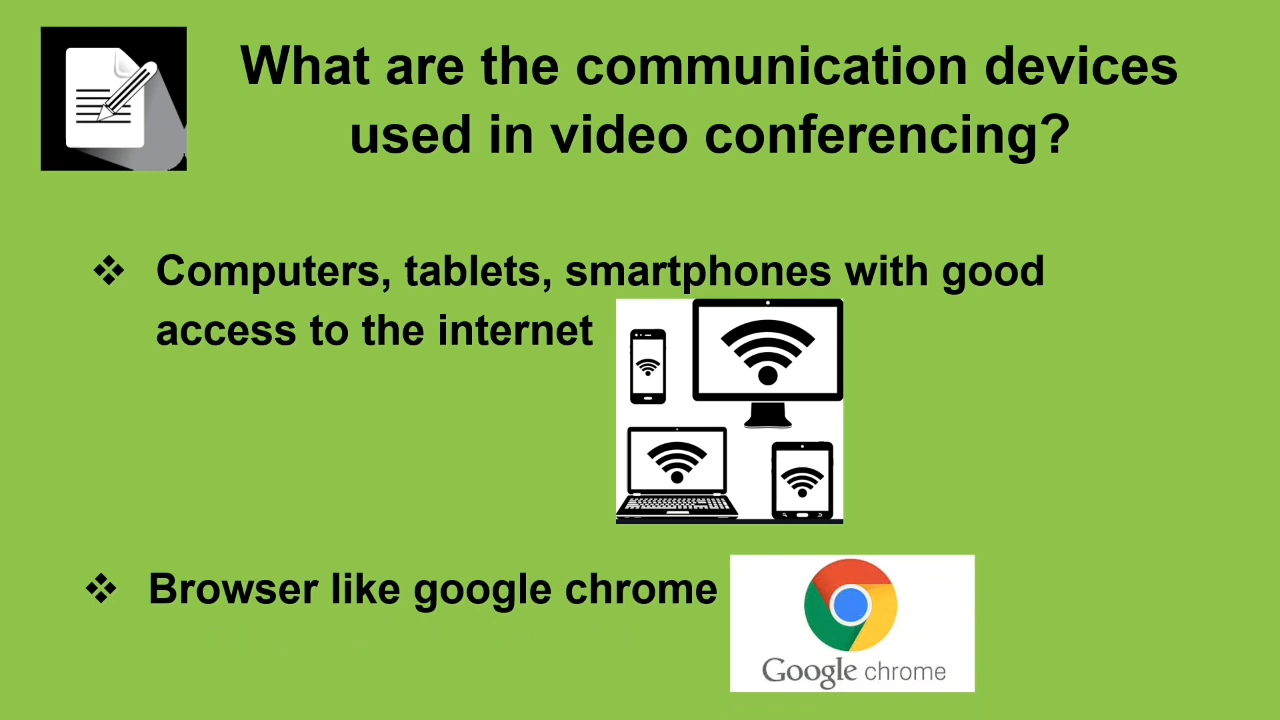 What are the communication devices
used in video conferencing?
❖ Computers, tablets, smartphones with good
access to the internet
❖ Browser like google chrome
Google chrome